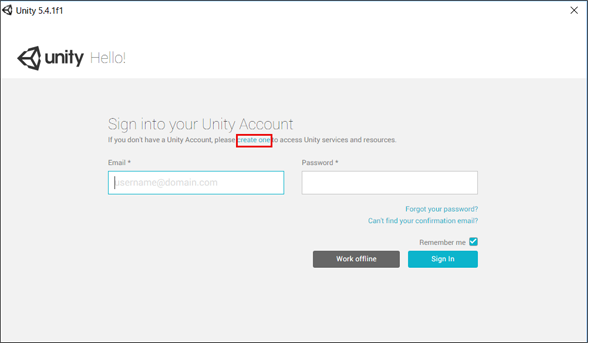 Unity 5.4.1f1
unity Hello!
Sign into your Unity Account
If you don't have a Unity Account, please create one to access Unity services and resources.
Email * Password *
username@domain.com
Forgot your password?
Can't find your confirmation email?
Remember me
Work offline Sign In